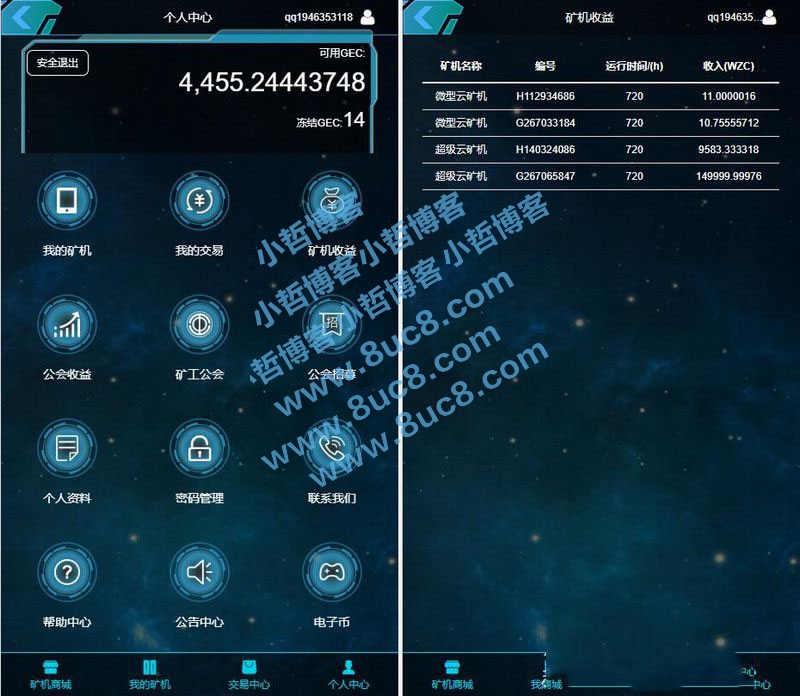 个人中心
qq1946353118
安全退出
可用GEC:
4,455.24443748
冻结GEC:14
我的矿机
我的交易
矿机收益
公会收益
矿工公会
公会招募
招
个人资料
密码管理
联系我们
帮助中心
公告中心
电子币
矿机商城
我的矿机
交易中心
个人中心
矿机收益
qq194635...
矿机名称 编号 运行时间/(h) 收入(WZC)
微型云矿机 H112934686 720 11.0000016
微型云矿机 G267033184 720 10.75555712
超级云矿机 H140324086 720 9583.333318
超级云矿机 G267065847 720 149999.99976
矿机商城
小哲博客
小哲博客
小哲博客
小哲博客
小哲博客
小哲博客
哲博客
www.8uc8.com
www.8uc8.com
www.8uc8.com